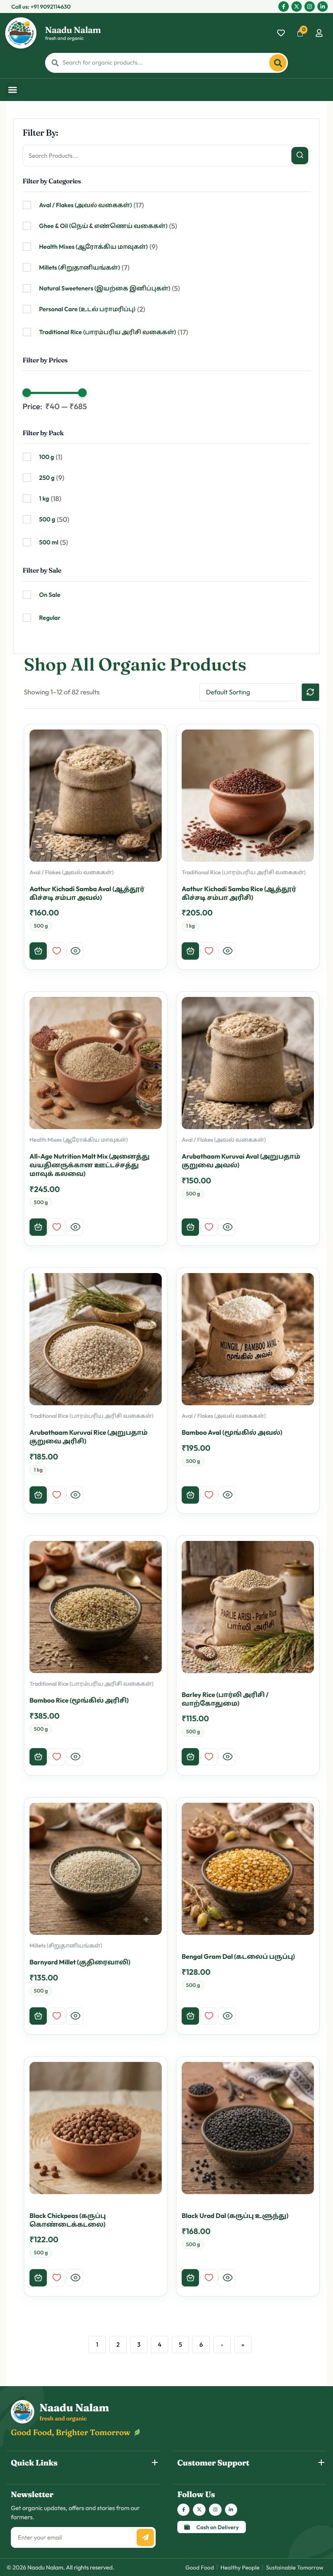 Call us: +91 9092114630
Naadu Nalam
fresh and organic
Search for organic products...
0
Filter By:
Search Products...
Filter by Categories
Aval / Flakes (அவல் வகைகள்) (17)
Ghee & Oil (நெய் & எண்ணெய் வகைகள்) (5)
Health Mixes (ஆரோக்கிய மாவுகள்) (9)
Millets (சிறுதானியங்கள்) (7)
Natural Sweeteners (இயற்கை இனிப்புகள்) (5)
Personal Care (உடல் பராமரிப்பு) (2)
Traditional Rice (பாரம்பரிய அரிசி வகைகள்) (17)
Filter by Prices
Price: ₹40 — ₹685
Filter by Pack
100 g (1)
250 g (9)
1 kg (18)
500 g (50)
500 ml (5)
Filter by Sale
On Sale
Regular
Shop All Organic Products
Showing 1–12 of 82 results
Default Sorting
Aval / Flakes (அவல் வகைகள்)
Aathur Kichadi Samba Aval (ஆத்தூர்
கிச்சடி சம்பா அவல்)
₹160.00
500 g
Traditional Rice (பாரம்பரிய அரிசி வகைகள்)
Aathur Kichadi Samba Rice (ஆத்தூர்
கிச்சடி சம்பா அரிசி)
₹205.00
1 kg
Health Mixes (ஆரோக்கிய மாவுகள்)
All-Age Nutrition Malt Mix (அனைத்து
வயதினருக்கான ஊட்டச்சத்து
மாவுக் கலவை)
₹245.00
500 g
Aval / Flakes (அவல் வகைகள்)
Arubathaam Kuruvai Aval (அறுபதாம்
குறுவை அவல்)
₹150.00
500 g
Traditional Rice (பாரம்பரிய அரிசி வகைகள்)
Arubathaam Kuruvai Rice (அறுபதாம்
குறுவை அரிசி)
₹185.00
1 kg
MUNGIL / BAMBOO AVAL
மூங்கில் அவல்
Aval / Flakes (அவல் வகைகள்)
Bamboo Aval (மூங்கில் அவல்)
₹195.00
500 g
Traditional Rice (பாரம்பரிய அரிசி வகைகள்)
Bamboo Rice (மூங்கில் அரிசி)
₹385.00
500 g
PARLIE ARISI - Parlie Rice
பார்லி அரிசி
Barley Rice (பார்லி அரிசி /
வாற்கோதுமை)
₹115.00
500 g
Millets (சிறுதானியங்கள்)
Barnyard Millet (குதிரைவாலி)
₹135.00
500 g
Bengal Gram Dal (கடலைப் பருப்பு)
₹128.00
500 g
Black Chickpeas (கருப்பு
கொண்டைக்கடலை)
₹122.00
500 g
Black Urad Dal (கருப்பு உளுந்து)
₹168.00
500 g
1 2 3 4 5 6 › »
Naadu Nalam
fresh and organic
Good Food, Brighter Tomorrow
Quick Links +
Customer Support +
Newsletter
Get organic updates, offers and stories from our
farmers.
Enter your email
Follow Us
Cash on Delivery
© 2026 Naadu Nalam. All rights reserved.
Good Food | Healthy People | Sustainable Tomorrow